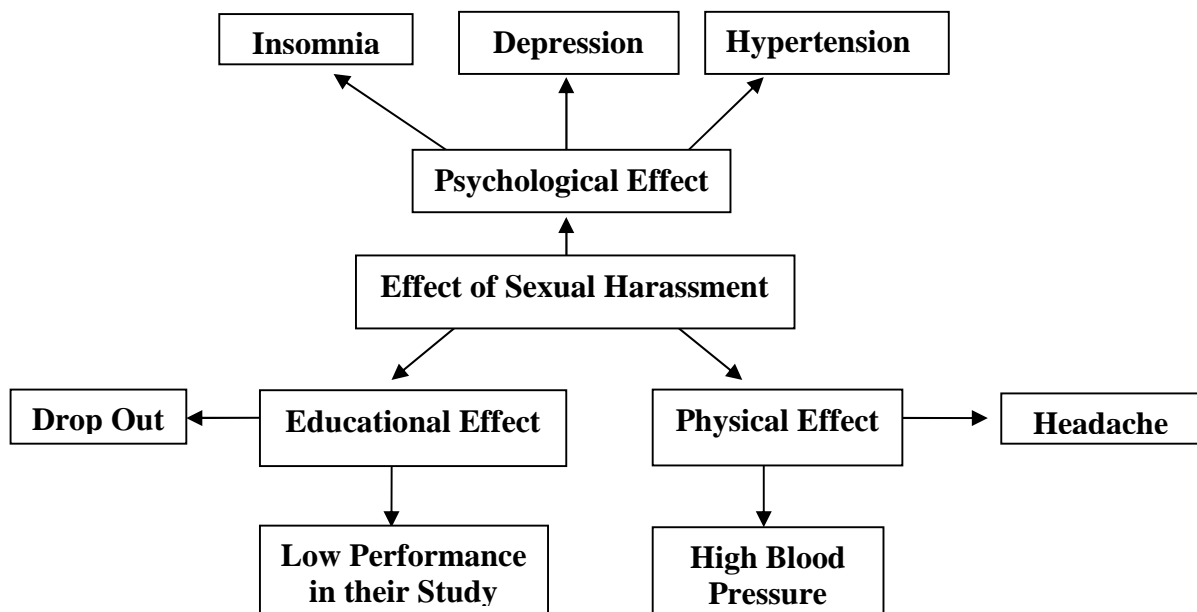 Insomnia
Depression
Hypertension
Psychological Effect
Effect of Sexual Harassment
Drop Out
Educational Effect
Physical Effect
Headache
Low Performance
in their Study
High Blood
Pressure